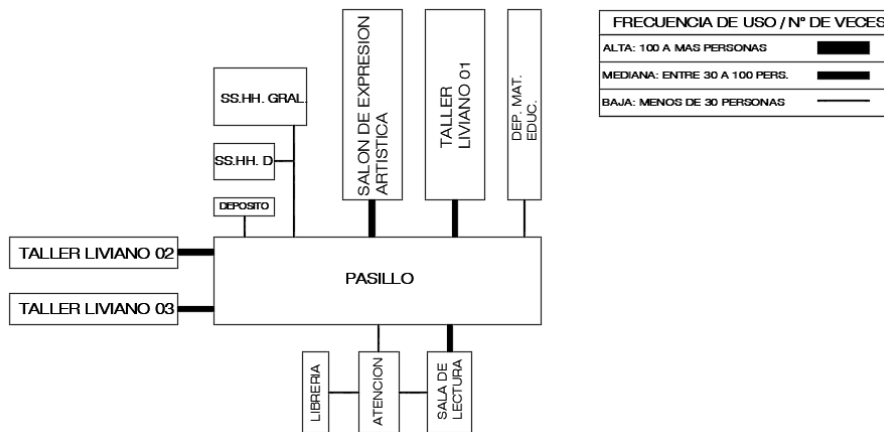 FRECUENCIA DE USO / N° DE VECES
ALTA: 100 A MAS PERSONAS
MEDIANA: ENTRE 30 A 100 PERS.
BAJA: MENOS DE 30 PERSONAS
SS.HH. GRAL.
SS.HH. D
DEPOSITO
SALON DE EXPRESION
ARTISTICA
TALLER
LIVIANO 01
DEP. MAT.
EDUC.
TALLER LIVIANO 02
TALLER LIVIANO 03
PASILLO
LIBRERIA
ATENCION
SALA DE
LECTURA